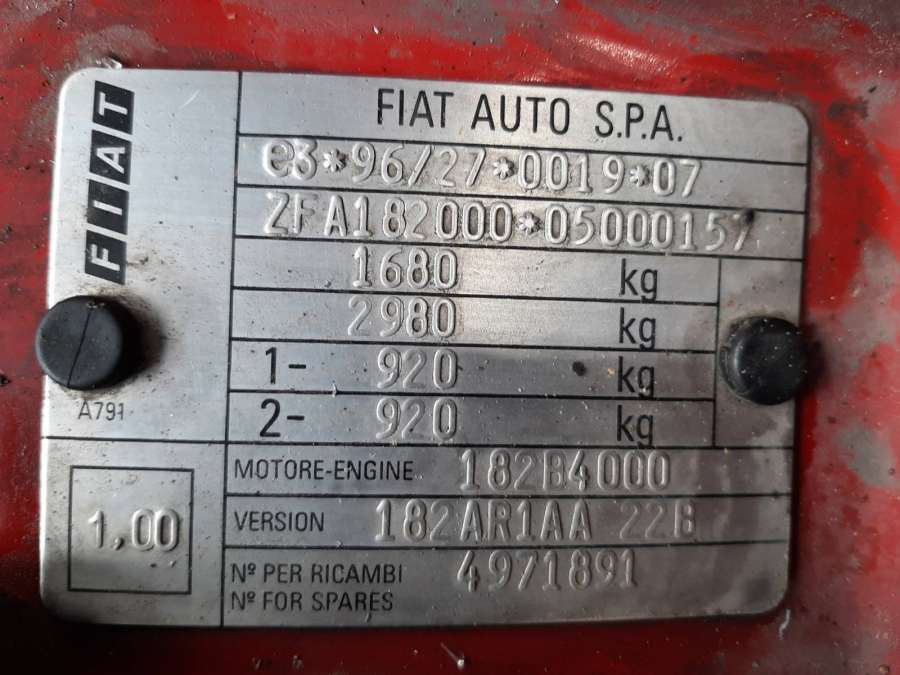 FIAT
FIAT AUTO S.P.A.
e3*96/27*0019*07
ZFA182000*05000157
1680 kg
2980 kg
1- 920 kg
2- 920 kg
A791
MOTORE-ENGINE 182B4000
1,00
VERSION 182AR1AA 22B
Nº PER RICAMBI 4971891
Nº FOR SPARES